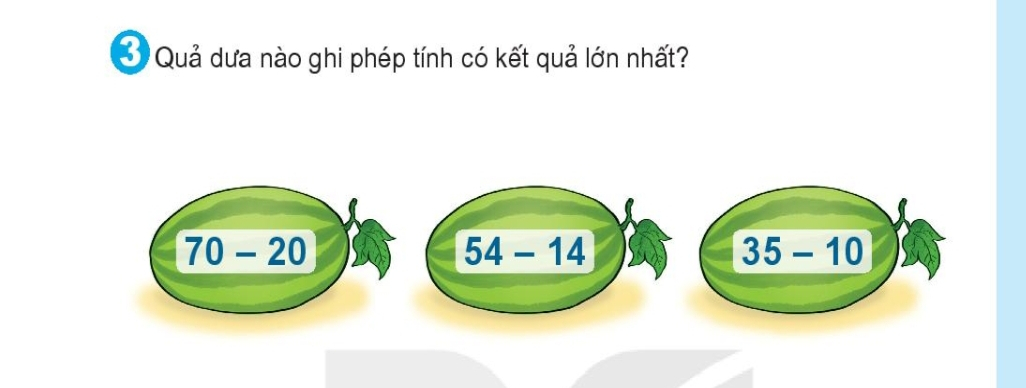 3 Quả dưa nào ghi phép tính có kết quả lớn nhất?
70 – 20 54 – 14 35 – 10